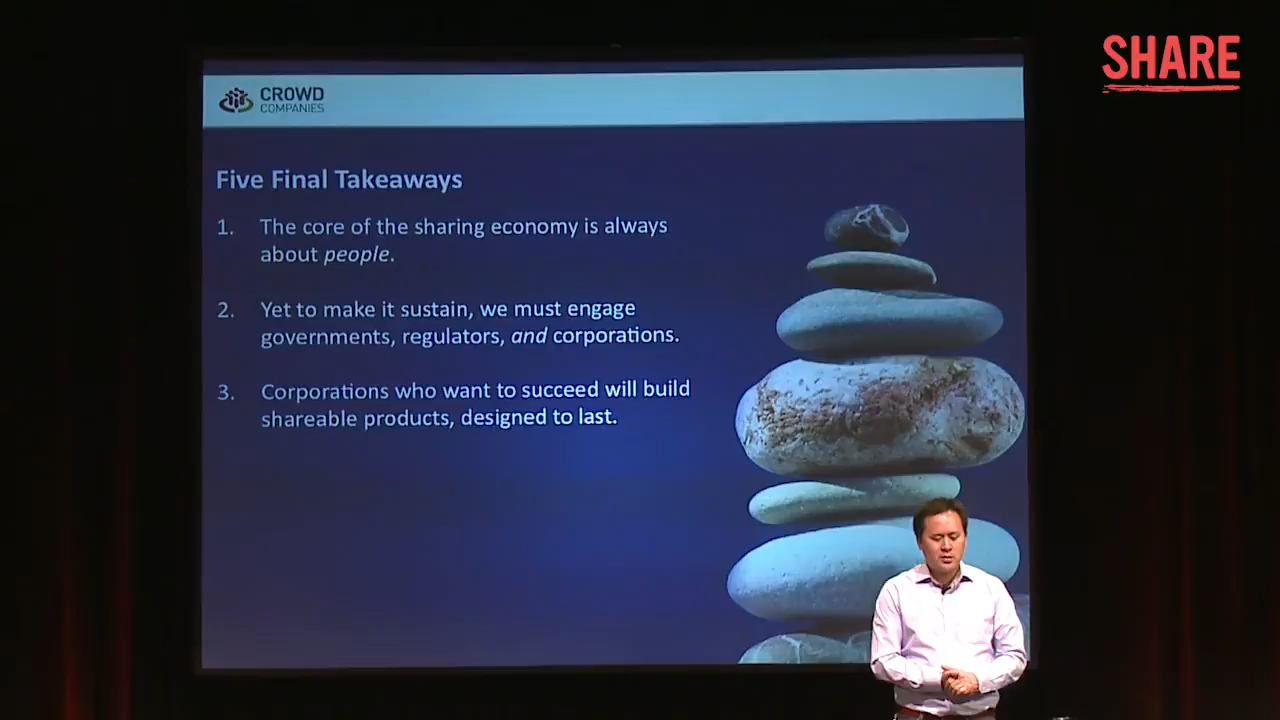 SHARE
CROWD
COMPANIES
Five Final Takeaways
1. The core of the sharing economy is always
about people.
2. Yet to make it sustain, we must engage
governments, regulators, and corporations.
3. Corporations who want to succeed will build
shareable products, designed to last.